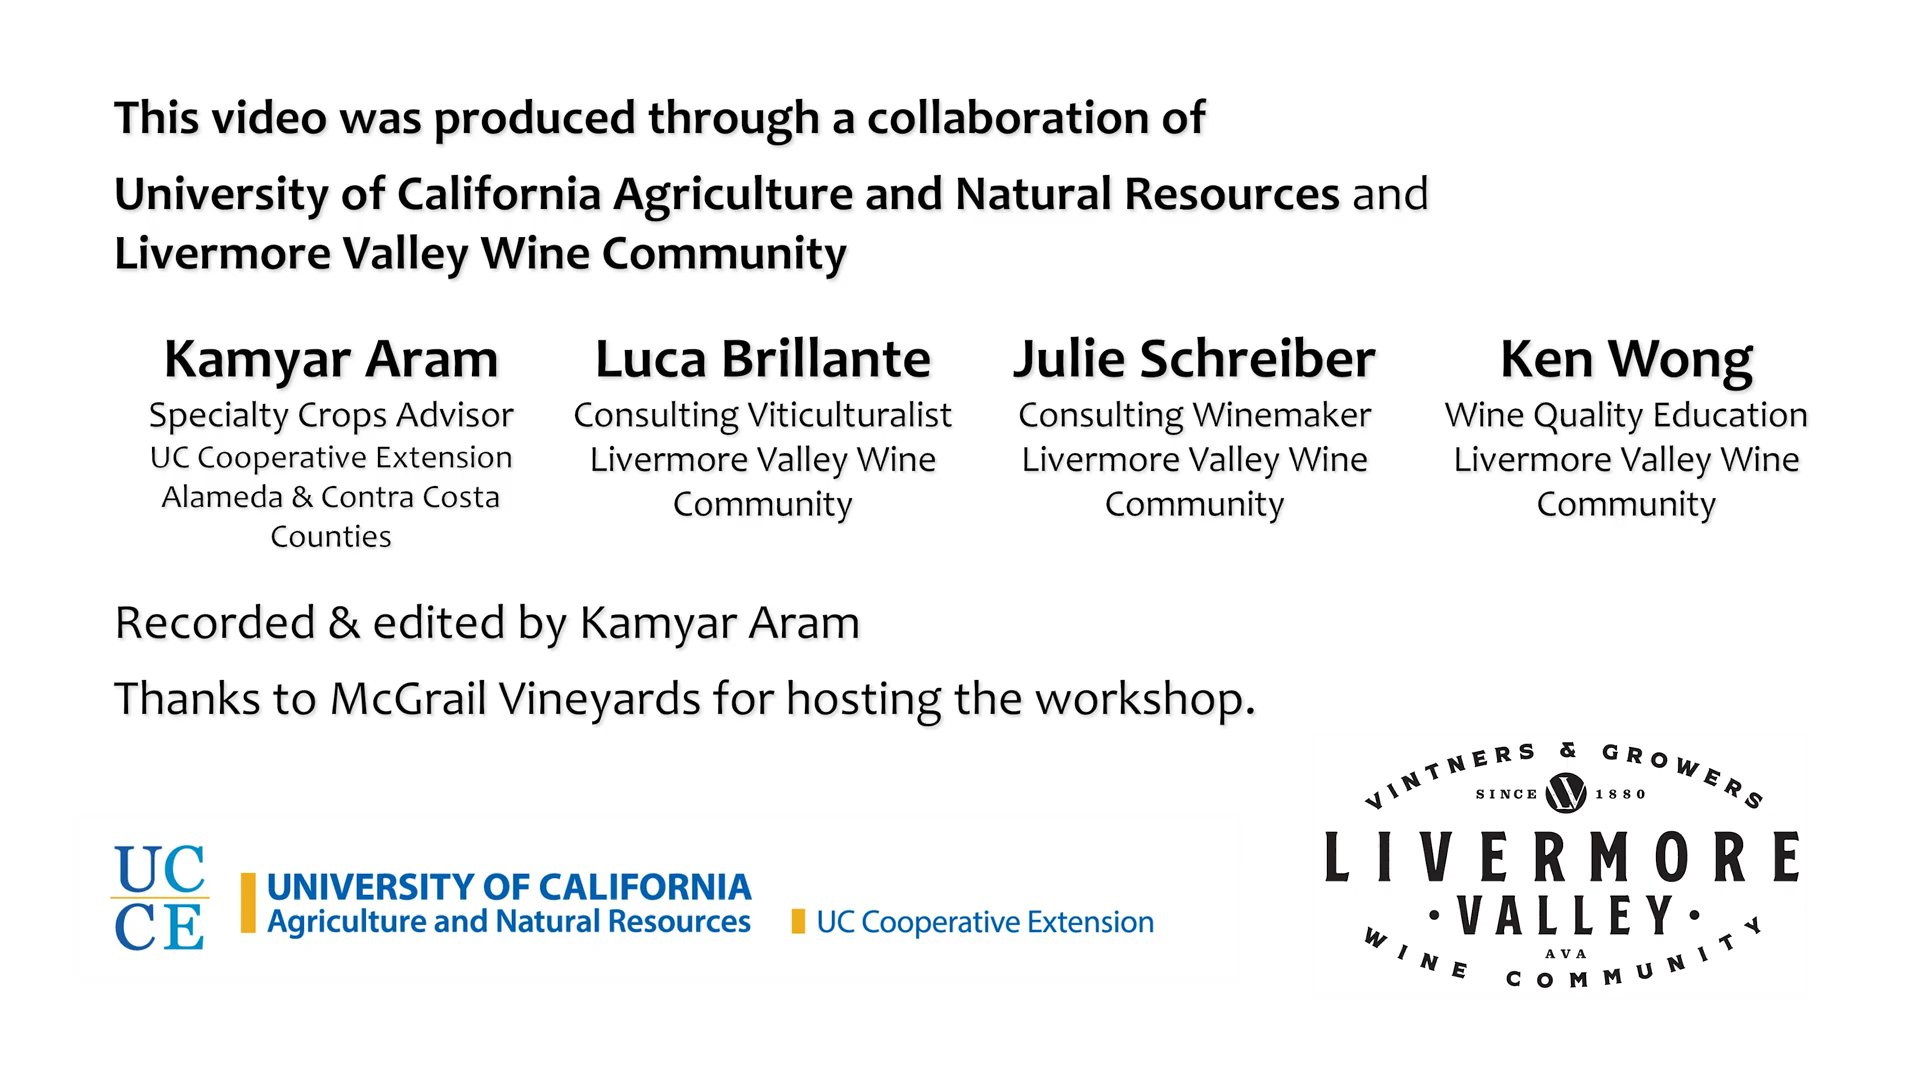 This video was produced through a collaboration of
University of California Agriculture and Natural Resources and
Livermore Valley Wine Community
Kamyar Aram
Specialty Crops Advisor
UC Cooperative Extension
Alameda & Contra Costa
Counties
Luca Brillante
Consulting Viticulturalist
Livermore Valley Wine
Community
Julie Schreiber
Consulting Winemaker
Livermore Valley Wine
Community
Ken Wong
Wine Quality Education
Livermore Valley Wine
Community
Recorded & edited by Kamyar Aram
Thanks to McGrail Vineyards for hosting the workshop.
UC
CE
UNIVERSITY OF CALIFORNIA
Agriculture and Natural Resources
UC Cooperative Extension
VINTNERS & GROWERS
SINCE W 1880
LIVERMORE
• VALLEY •
AVA
WINE COMMUNITY